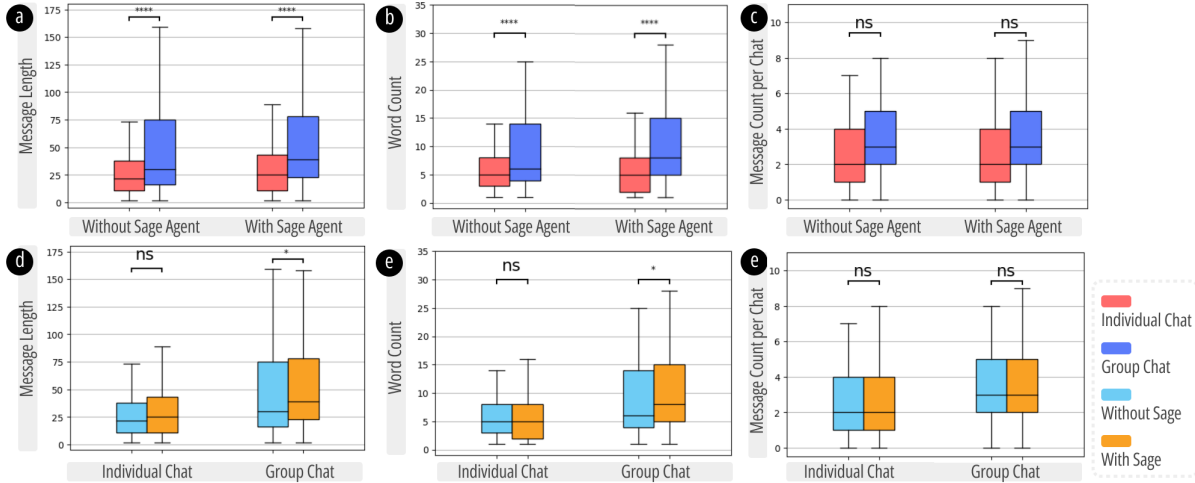 a
Message Length
175
150
125
100
75
50
25
0
****
****
Without Sage Agent
With Sage Agent
b
Word Count
35
30
25
20
15
10
5
0
****
****
Without Sage Agent
With Sage Agent
c
Message Count per Chat
10
8
6
4
2
0
ns
ns
Without Sage Agent
With Sage Agent
d
Message Length
175
150
125
100
75
50
25
0
ns
*
Individual Chat
Group Chat
e
Word Count
35
30
25
20
15
10
5
0
ns
*
Individual Chat
Group Chat
e
Message Count per Chat
10
8
6
4
2
0
ns
ns
Individual Chat
Group Chat
Individual Chat
Group Chat
Without Sage
With Sage